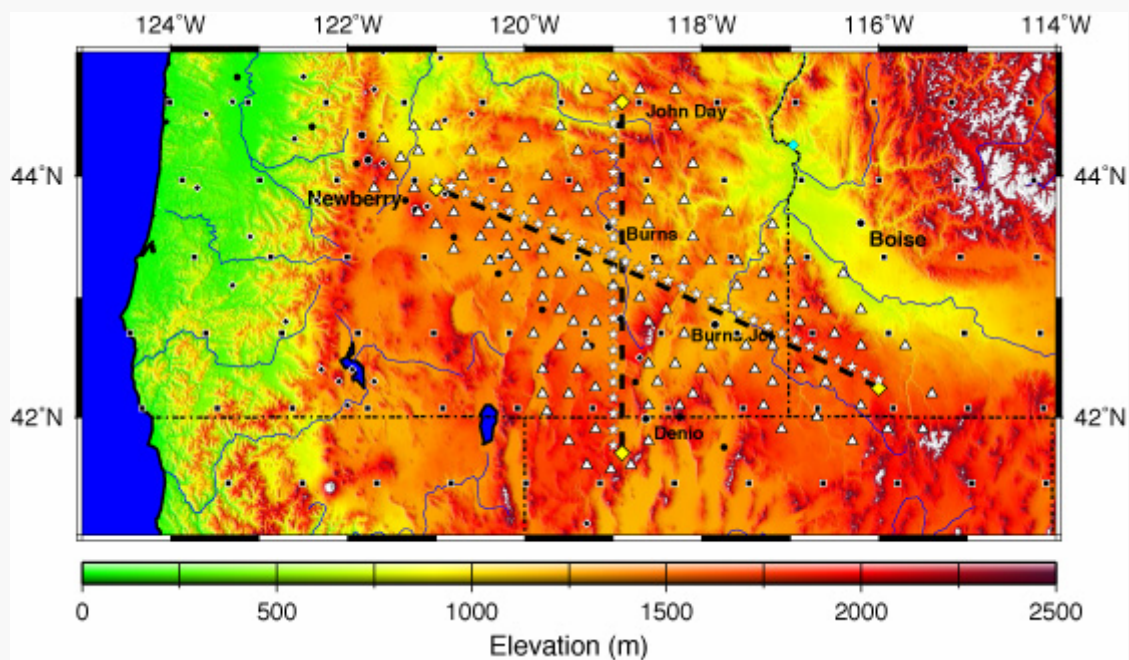 124˚W 122˚W 120˚W 118˚W 116˚W 114˚W
John Day
44˚N 44˚N
Newberry
Burns
Boise
Burns Jct
42˚N 42˚N
Denio
0 500 1000 1500 2000 2500
Elevation (m)